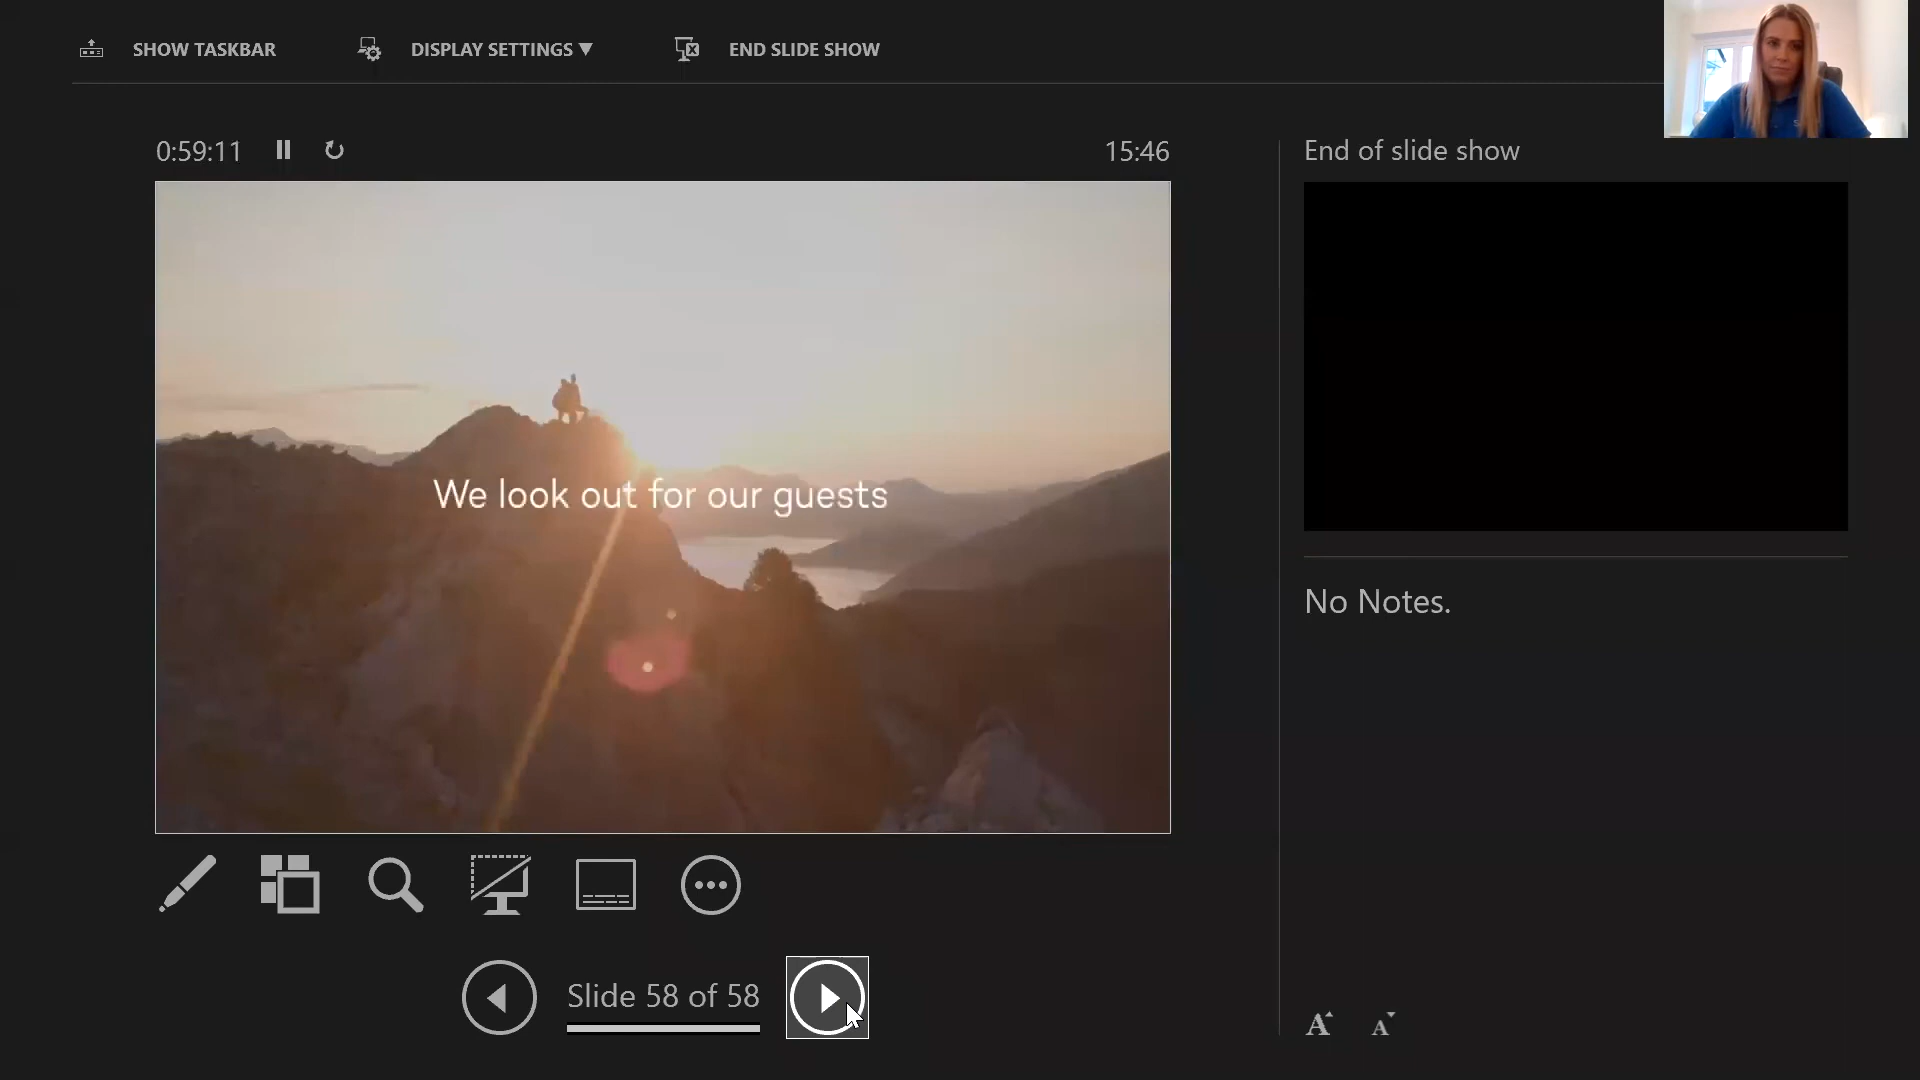 SHOW TASKBAR
DISPLAY SETTINGS ▼
END SLIDE SHOW
0:59:11
15:46
End of slide show
We look out for our guests
No Notes.
Slide 58 of 58
A
A